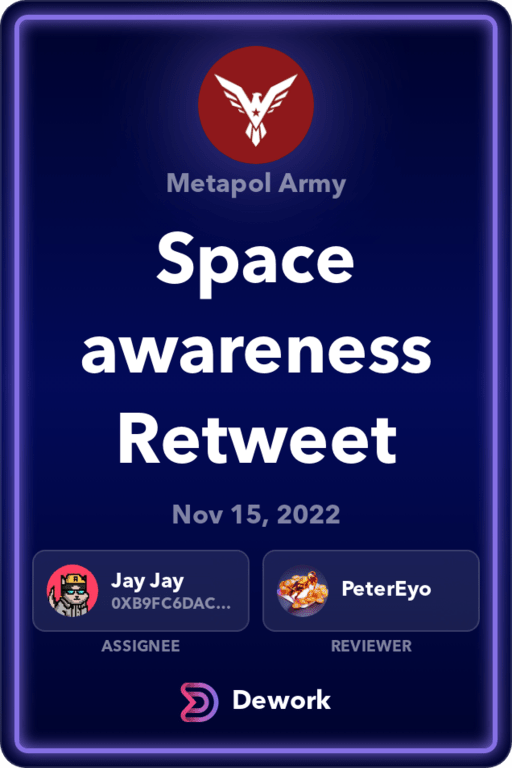 Metapol Army
Space
awareness
Retweet
Nov 15, 2022
Jay Jay
0XB9FC6DAC...
PeterEyo
ASSIGNEE
REVIEWER
Dework